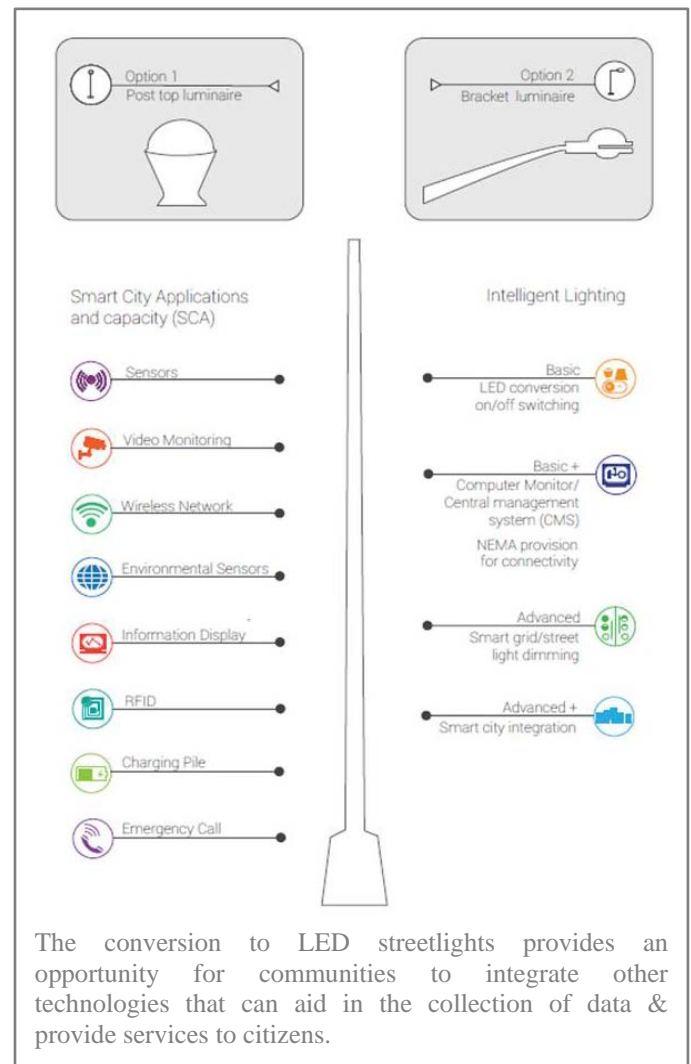 Option 1
Post top luminaire
Option 2
Bracket luminaire
Smart City Applications
and capacity (SCA)
Sensors
Video Monitoring
Wireless Network
Environmental Sensors
Information Display
RFID
Charging Pile
Emergency Call
Intelligent Lighting
Basic
LED conversion
on/off switching
Basic +
Computer Monitor/
Central management
system (CMS)
NEMA provision
for connectivity
Advanced
Smart grid/street
light dimming
Advanced +
Smart city integration
The conversion to LED streetlights provides an
opportunity for communities to integrate other
technologies that can aid in the collection of data &
provide services to citizens.